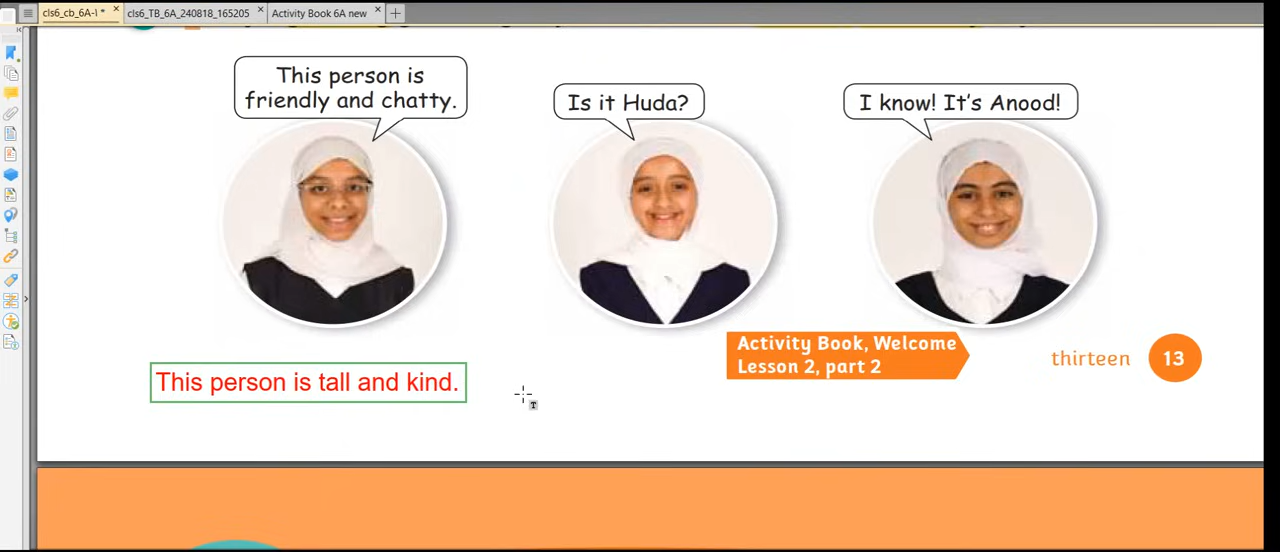 cls6_cb_6A-\ *
cls6_TB_6A_240818_165205
Activity Book 6A new
This person is
friendly and chatty.
Is it Huda?
I know! It's Anood!
Activity Book, Welcome
Lesson 2, part 2
thirteen 13
This person is tall and kind.